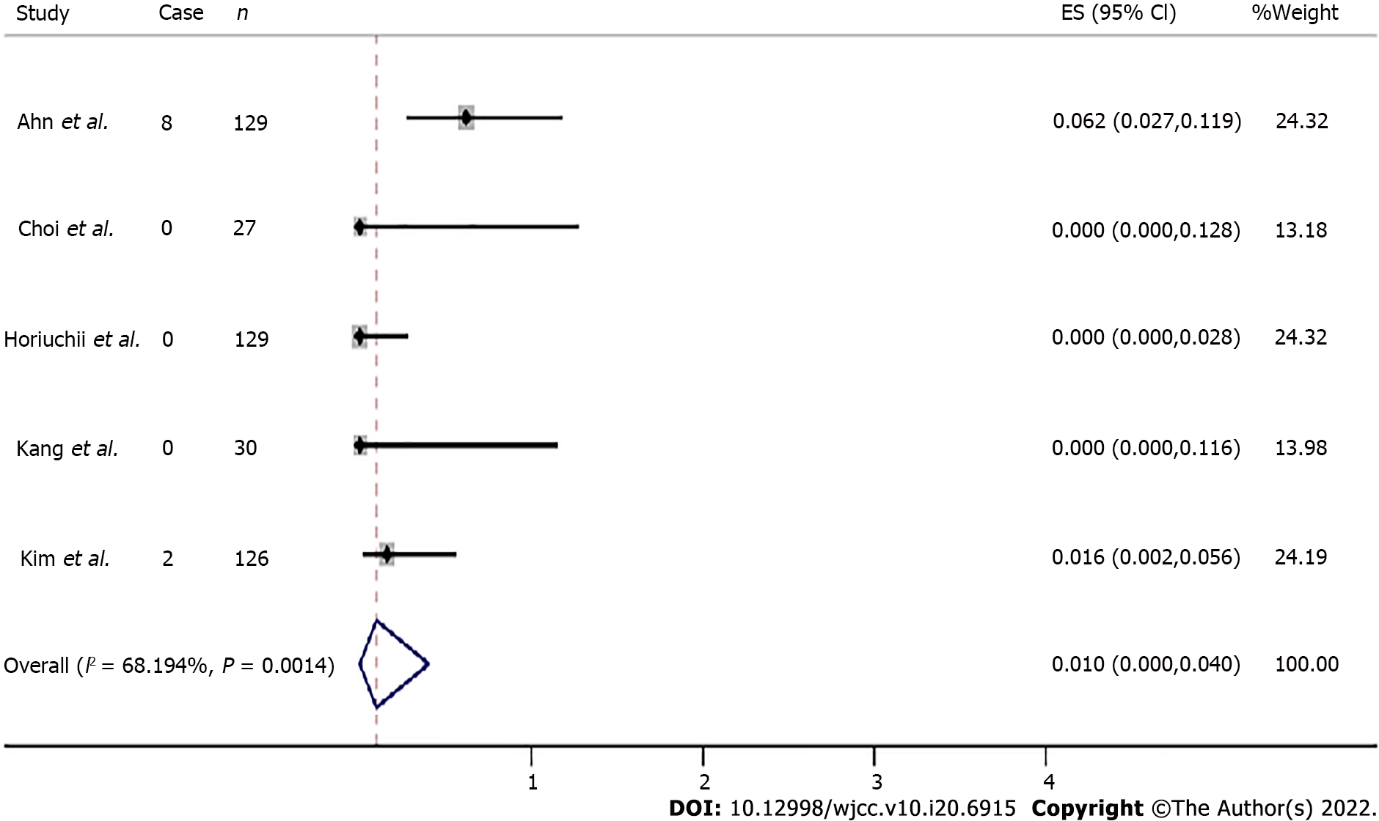 Study Case n ES (95% CI) %Weight
Ahn et al. 8 129 0.062 (0.027,0.119) 24.32
Choi et al. 0 27 0.000 (0.000,0.128) 13.18
Horiuchii et al. 0 129 0.000 (0.000,0.028) 24.32
Kang et al. 0 30 0.000 (0.000,0.116) 13.98
Kim et al. 2 126 0.016 (0.002,0.056) 24.19
Overall (I² = 68.194%, P = 0.0014) 0.010 (0.000,0.040) 100.00
1 2 3 4
DOI: 10.12998/wjcc.v10.i20.6915 Copyright ©The Author(s) 2022.